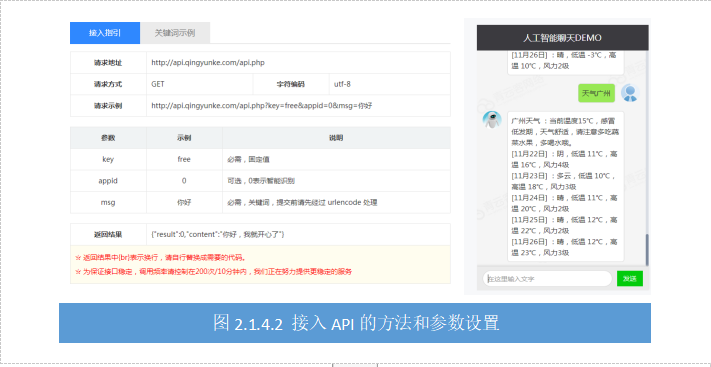 接入指引 关键词示例
请求地址 http://api.qingyunke.com/api.php
请求方式 GET 字符编码 utf-8
请求示例 http://api.qingyunke.com/api.php?key=free&appid=0&msg=你好
参数 示例 说明
key free 必需，固定值
appid 0 可选，0表示智能识别
msg 你好 必需，关键词，提交前请先经过 urlencode 处理
返回结果 {"result":0,"content":"你好，我就开心了"}
☆ 返回结果中{br}表示换行，请自行替换成需要的代码。
☆ 为保证接口稳定，调用频率请控制在200次/10分钟内，我们正在努力提供更稳定的服务
人工智能聊天DEMO
[11月26日]：晴，低温 -3℃，高
温 10℃，风力2级
天气广州
广州天气 ：当前温度15℃，感冒
低发期，天气舒适，请注意多吃蔬
菜水果，多喝水哦。
[11月22日] ：阴，低温 11℃，高
温 16℃，风力4级
[11月23日] ：多云，低温 10℃，
高温 18℃，风力3级
[11月24日] ：晴，低温 11℃，高
温 20℃，风力2级
[11月25日] ：晴，低温 12℃，高
温 22℃，风力2级
[11月26日] ：晴，低温 12℃，高
温 23℃，风力3级
在这里输入文字 发送
图 2.1.4.2 接入 API 的方法和参数设置